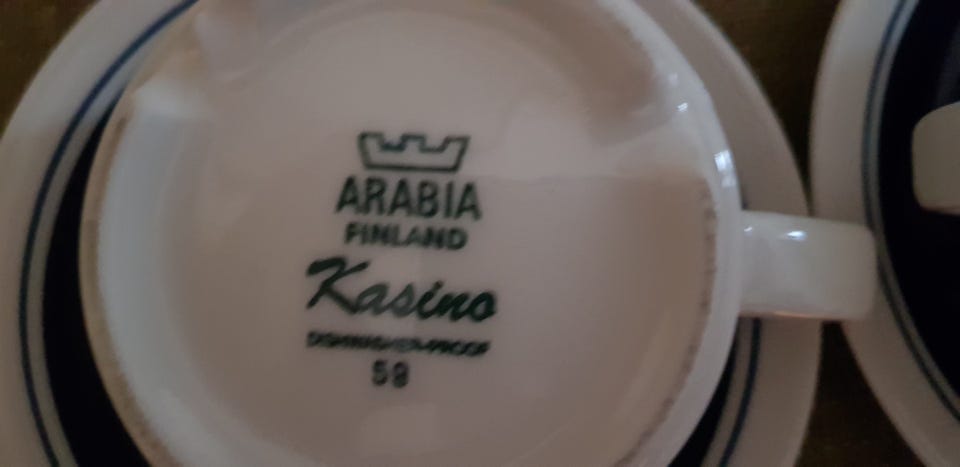 ARABIA
FINLAND
Kasino
DISHWASHER-PROOF
59